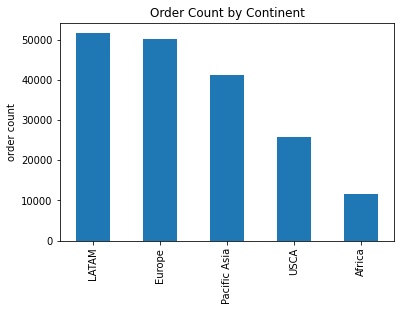 Order Count by Continent
order count
50000
40000
30000
20000
10000
0
LATAM
Europe
Pacific Asia
USCA
Africa